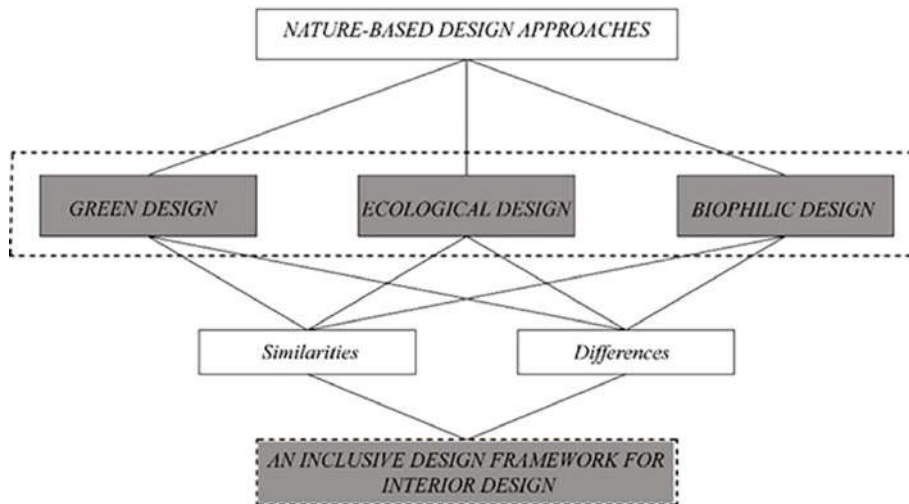 NATURE-BASED DESIGN APPROACHES
GREEN DESIGN
ECOLOGICAL DESIGN
BIOPHILIC DESIGN
Similarities
Differences
AN INCLUSIVE DESIGN FRAMEWORK FOR
INTERIOR DESIGN